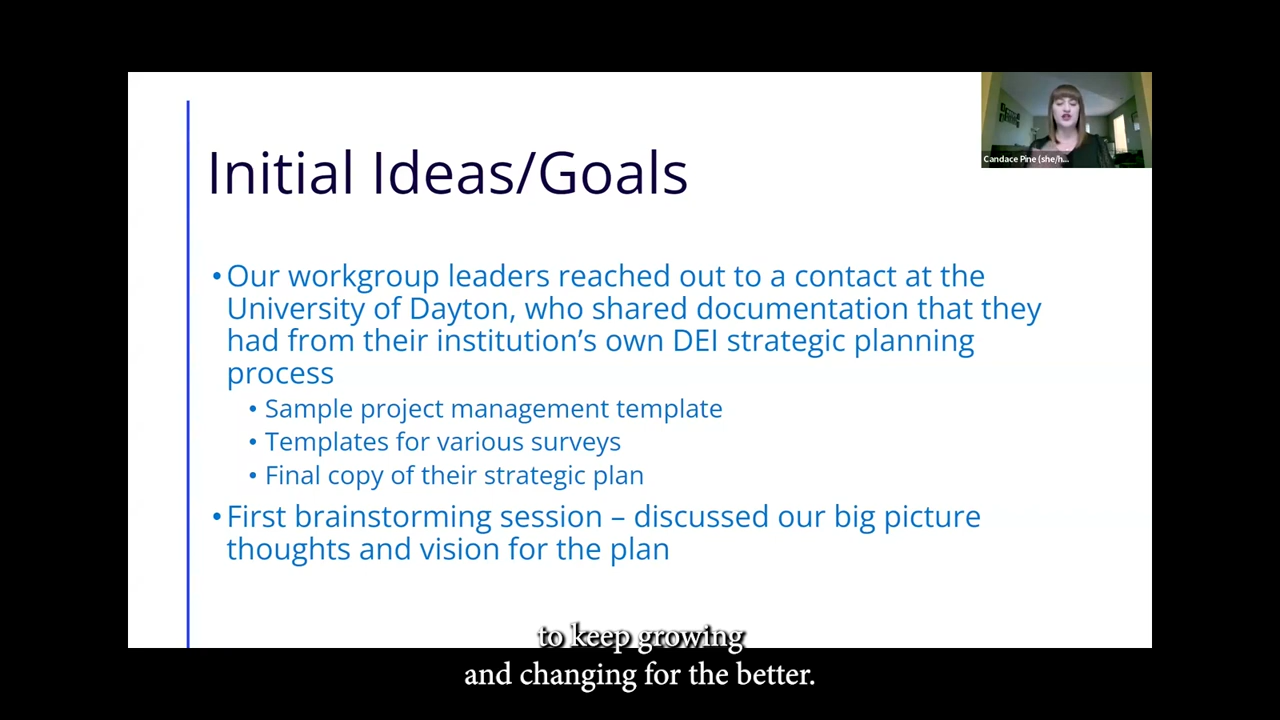 Candace Pine (she/h...
Initial Ideas/Goals
• Our workgroup leaders reached out to a contact at the
University of Dayton, who shared documentation that they
had from their institution’s own DEI strategic planning
process
• Sample project management template
• Templates for various surveys
• Final copy of their strategic plan
• First brainstorming session – discussed our big picture
thoughts and vision for the plan
to keep growing
and changing for the better.